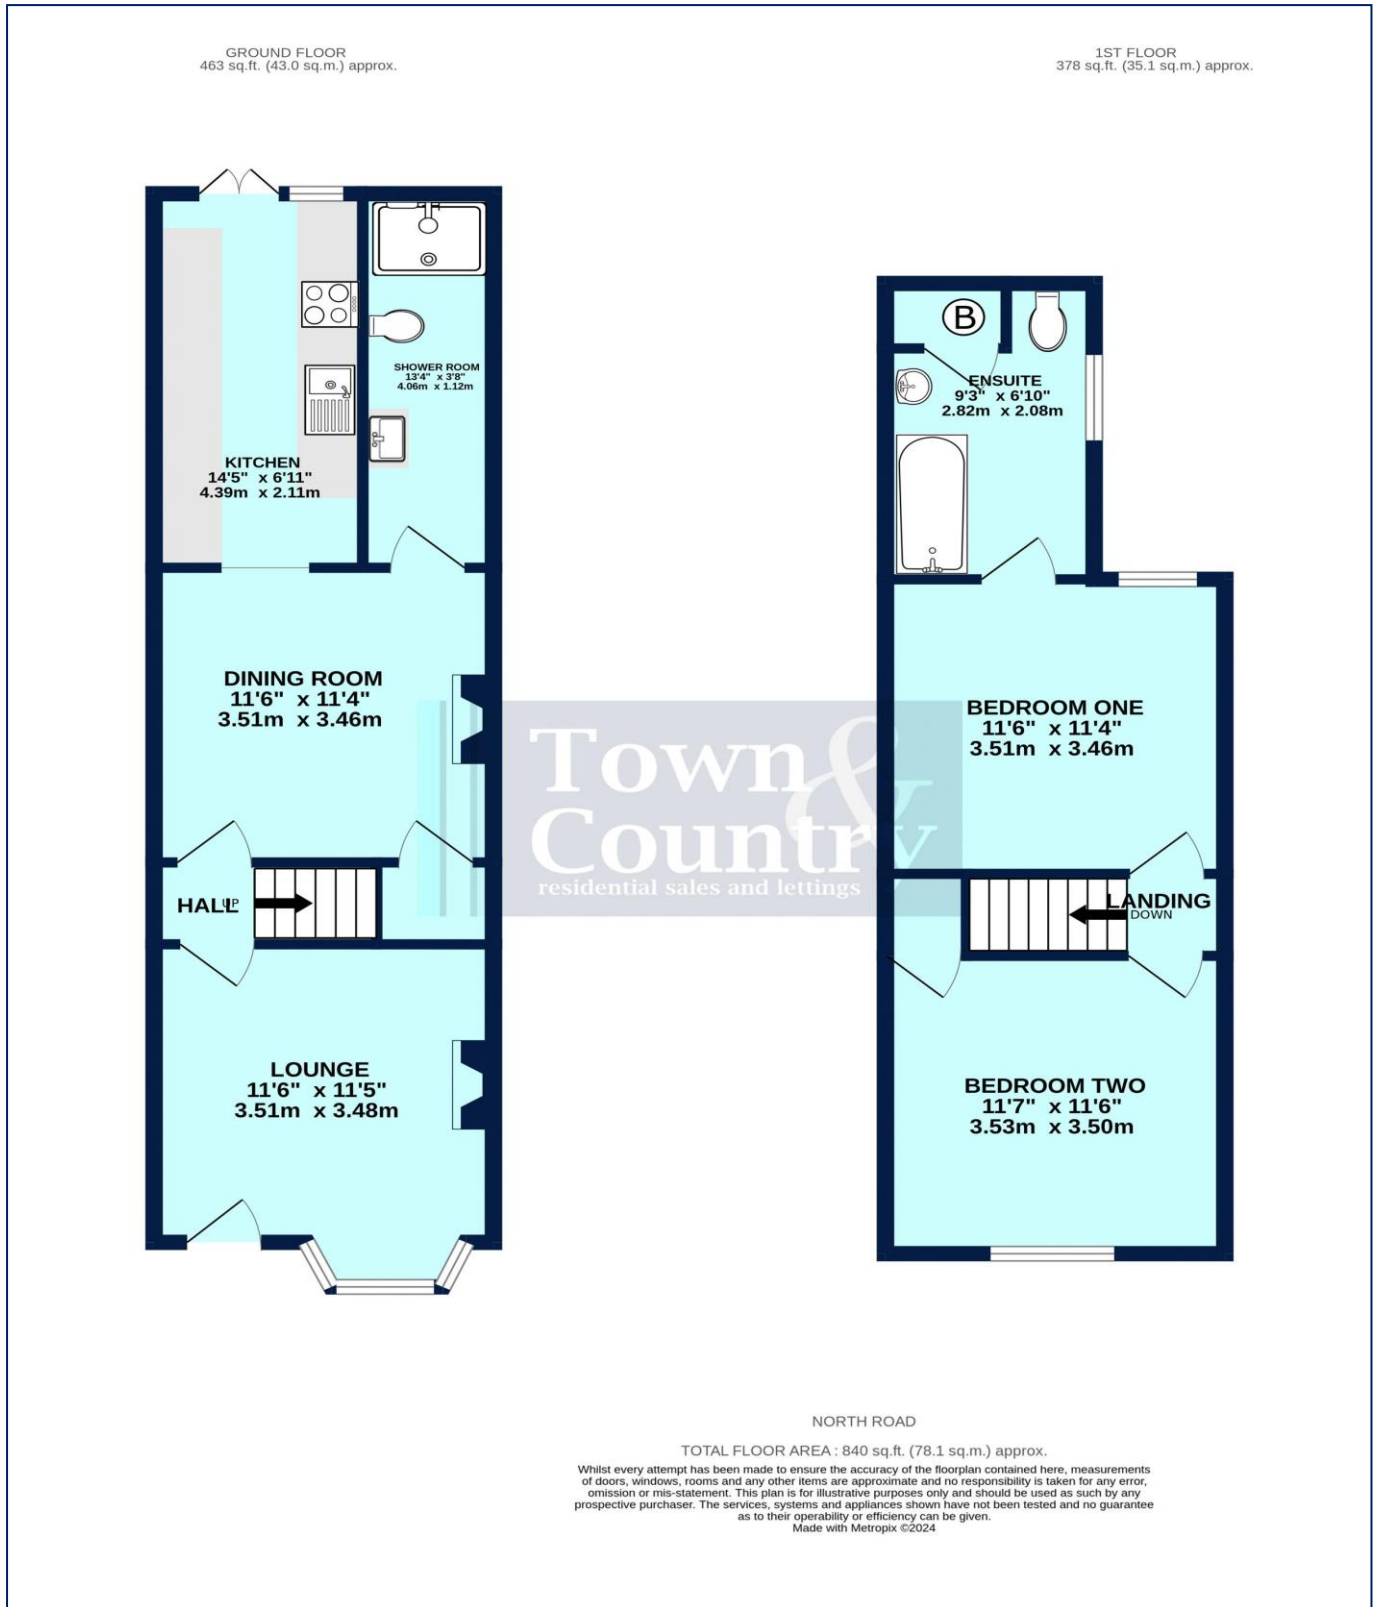 GROUND FLOOR
463 sq.ft. (43.0 sq.m.) approx.
1ST FLOOR
378 sq.ft. (35.1 sq.m.) approx.
SHOWER ROOM
13'4" x 3'8"
4.06m x 1.12m
KITCHEN
14'5" x 6'11"
4.39m x 2.11m
DINING ROOM
11'6" x 11'4"
3.51m x 3.46m
HALL
UP
LOUNGE
11'6" x 11'5"
3.51m x 3.48m
B
ENSUITE
9'3" x 6'10"
2.82m x 2.08m
BEDROOM ONE
11'6" x 11'4"
3.51m x 3.46m
LANDING
DOWN
BEDROOM TWO
11'7" x 11'6"
3.53m x 3.50m
Town &
Country
residential sales and lettings
NORTH ROAD
TOTAL FLOOR AREA : 840 sq.ft. (78.1 sq.m.) approx.
Whilst every attempt has been made to ensure the accuracy of the floorplan contained here, measurements
of doors, windows, rooms and any other items are approximate and no responsibility is taken for any error,
omission or mis-statement. This plan is for illustrative purposes only and should be used as such by any
prospective purchaser. The services, systems and appliances shown have not been tested and no guarantee
as to their operability or efficiency can be given.
Made with Metropix ©2024